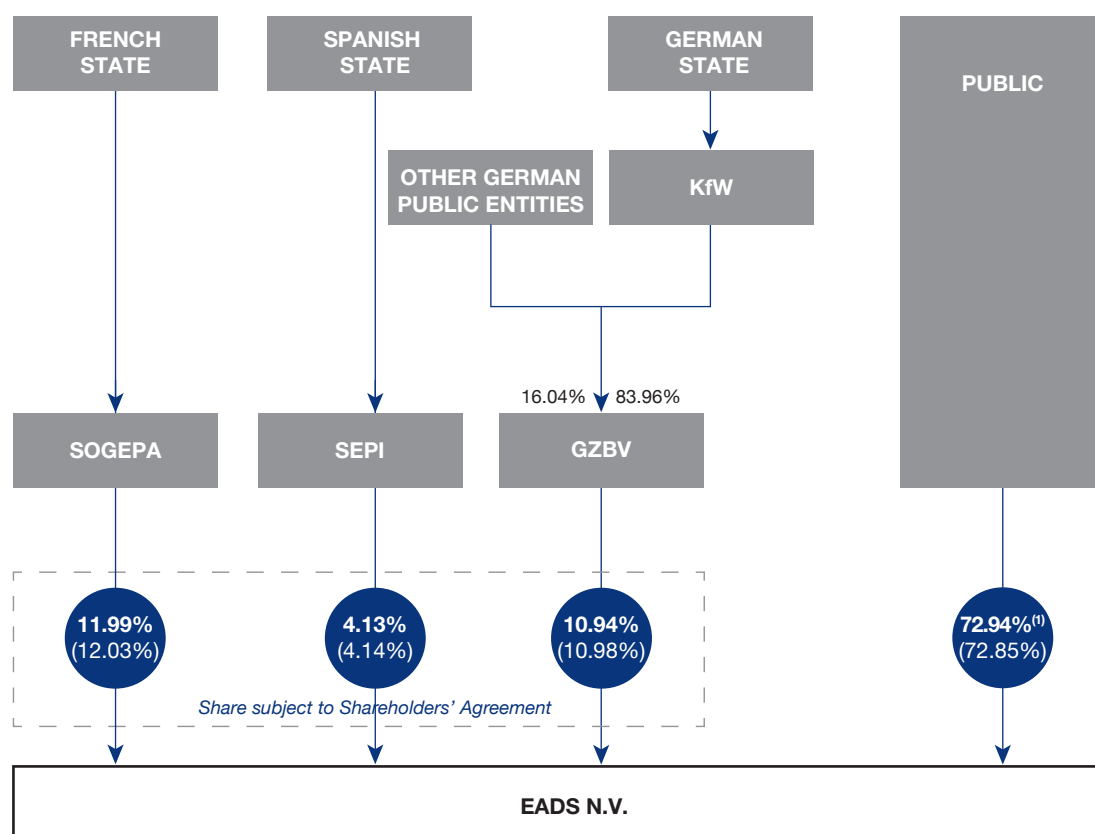 FRENCH
STATE
SPANISH
STATE
GERMAN
STATE
PUBLIC
OTHER GERMAN
PUBLIC ENTITIES
KfW
16.04%
83.96%
SOGEPA
SEPI
GZBV
11.99%
(12.03%)
4.13%
(4.14%)
10.94%
(10.98%)
72.94%(1)
(72.85%)
Share subject to Shareholders’ Agreement
EADS N.V.